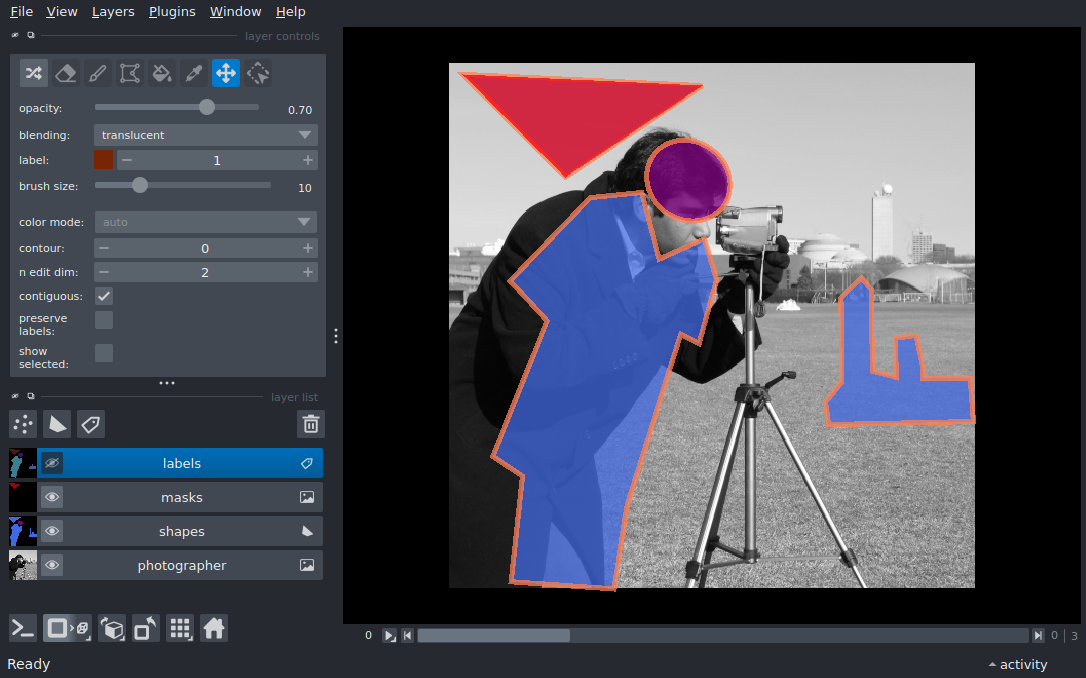 File View Layers Plugins Window Help
layer controls
opacity: 0.70
blending: translucent
label: 1
brush size: 10
color mode: auto
contour: 0
n edit dim: 2
contiguous:
preserve
labels:
show
selected:
layer list
labels
masks
shapes
photographer
0 0 3
Ready activity